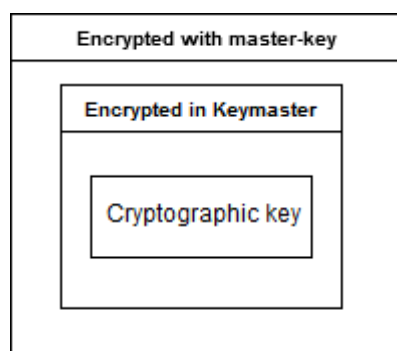 Encrypted with master-key
Encrypted in Keymaster
Cryptographic key